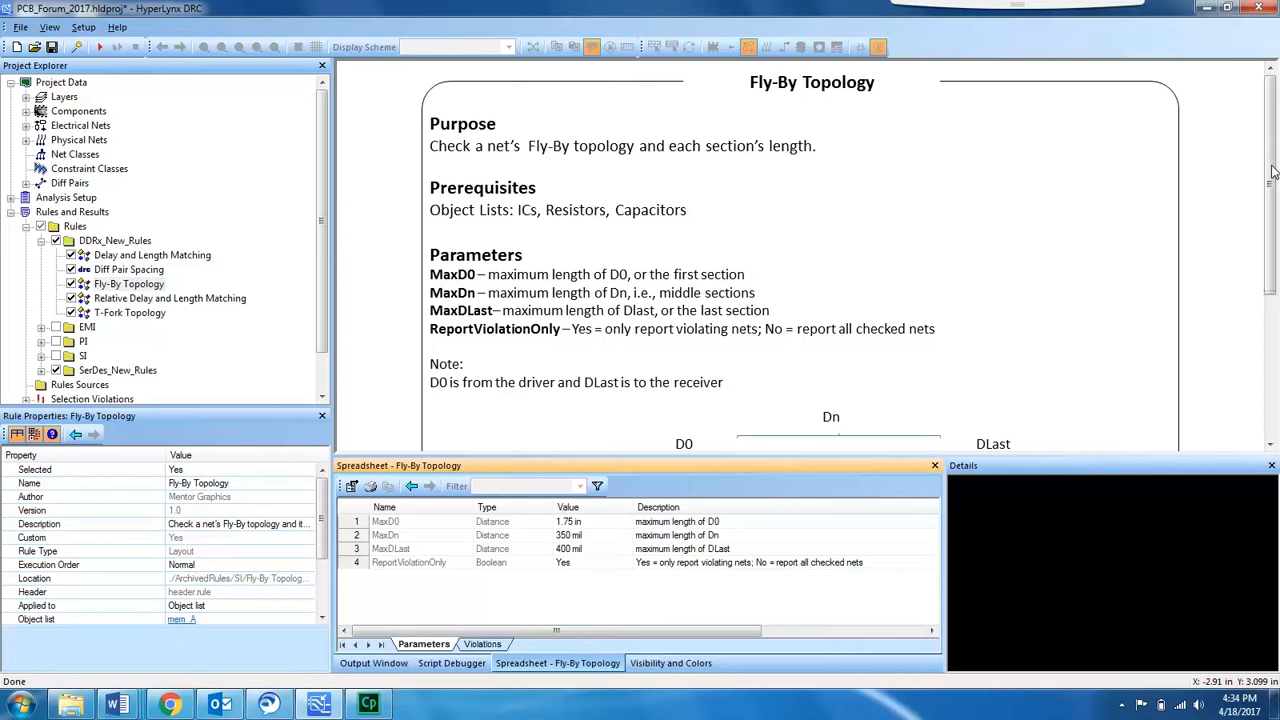 PCB_Forum_2017.hldproj* - HyperLynx DRC
File View Setup Help
Display Scheme
Project Explorer
Project Data
Layers
Components
Electrical Nets
Physical Nets
Net Classes
Constraint Classes
Diff Pairs
Analysis Setup
Rules and Results
Rules
DDRx_New_Rules
Delay and Length Matching
Diff Pair Spacing
Fly-By Topology
Relative Delay and Length Matching
T-Fork Topology
EMI
PI
SI
SerDes_New_Rules
Rules Sources
Selection Violations
Rule Properties: Fly-By Topology
Property Value
Selected Yes
Name Fly-By Topology
Author Mentor Graphics
Version 1.0
Description Check a net's Fly-By topology and it...
Custom Yes
Rule Type Layout
Execution Order Normal
Location ./ArchivedRules/SI/Fly-By Topolog...
Header header.rule
Applied to Object list
Object list mem_A
Fly-By Topology
Purpose
Check a net's Fly-By topology and each section's length.
Prerequisites
Object Lists: ICs, Resistors, Capacitors
Parameters
MaxD0 – maximum length of D0, or the first section
MaxDn – maximum length of Dn, i.e., middle sections
MaxDLast– maximum length of Dlast, or the last section
ReportViolationOnly – Yes = only report violating nets; No = report all checked nets
Note:
D0 is from the driver and DLast is to the receiver
Dn
D0 DLast
Spreadsheet - Fly-By Topology
Filter
Name Type Value Description
1 MaxD0 Distance 1.75 in maximum length of D0
2 MaxDn Distance 350 mil maximum length of Dn
3 MaxDLast Distance 400 mil maximum length of DLast
4 ReportViolationOnly Boolean Yes Yes = only report violating nets; No = report all checked nets
Parameters Violations
Output Window Script Debugger Spreadsheet - Fly-By Topology Visibility and Colors
Details
Done
X: -2.91 in Y: 3.099 in
Cp
4:34 PM
4/18/2017